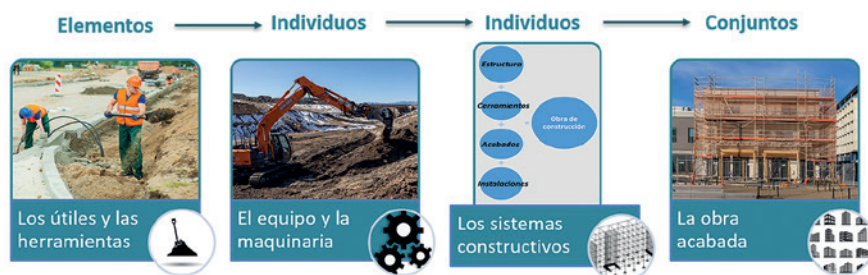 Elementos
Individuos
Individuos
Conjuntos
Estructura
Cerramientos
Acabados
Instalaciones
Obra de
construcción
Los útiles y las
herramientas
El equipo y la
maquinaria
Los sistemas
constructivos
La obra
acabada